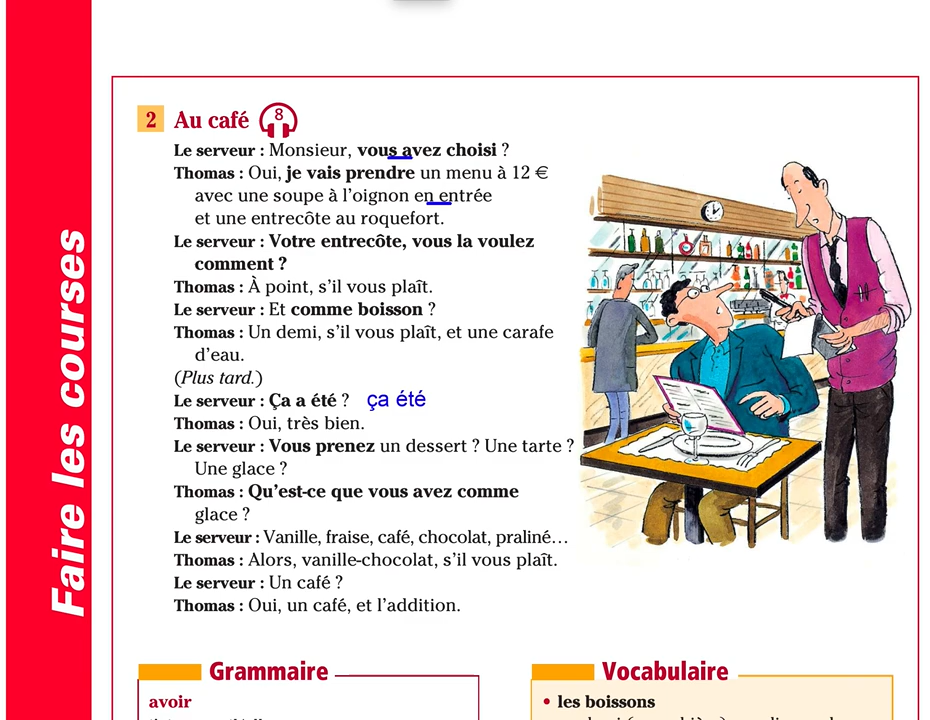 Faire les courses
2 Au café 8
Le serveur : Monsieur, vous avez choisi ?
Thomas : Oui, je vais prendre un menu à 12 €
avec une soupe à l'oignon en entrée
et une entrecôte au roquefort.
Le serveur : Votre entrecôte, vous la voulez
comment ?
Thomas : À point, s'il vous plaît.
Le serveur : Et comme boisson ?
Thomas : Un demi, s'il vous plaît, et une carafe
d'eau.
(Plus tard.)
Le serveur : Ça a été ? ça été
Thomas : Oui, très bien.
Le serveur : Vous prenez un dessert ? Une tarte ?
Une glace ?
Thomas : Qu'est-ce que vous avez comme
glace ?
Le serveur : Vanille, fraise, café, chocolat, praliné…
Thomas : Alors, vanille-chocolat, s'il vous plaît.
Le serveur : Un café ?
Thomas : Oui, un café, et l'addition.
Grammaire
avoir
Vocabulaire
• les boissons